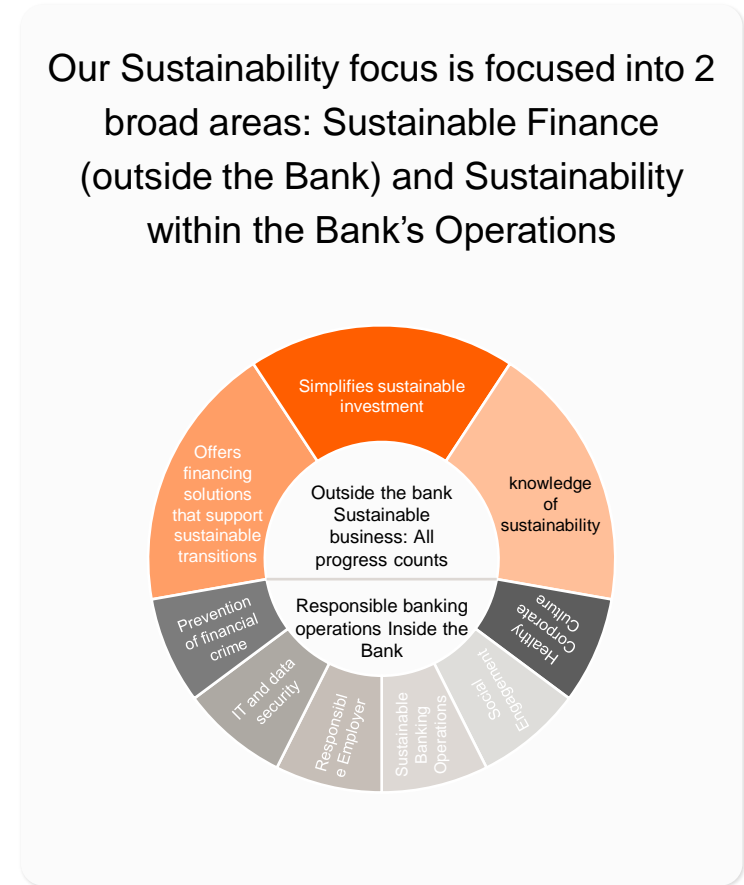 Our Sustainability focus is focused into 2
broad areas: Sustainable Finance
(outside the Bank) and Sustainability
within the Bank’s Operations
Simplifies sustainable
investment
Offers
financing
solutions
that support
sustainable
transitions
knowledge
of
sustainability
Outside the bank
Sustainable
business: All
progress counts
Responsible banking
operations Inside the
Bank
Prevention
of financial
crime
IT and data
security
Responsibl
e Employer
Sustainable
Banking
Operations
Social
Engagement
Healthy
Corporate
Culture